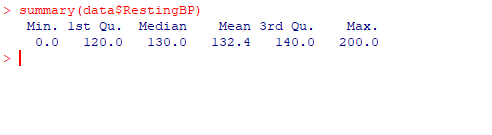 > summary(data$RestingBP)
   Min. 1st Qu.  Median    Mean 3rd Qu.    Max.
    0.0   120.0   130.0   132.4   140.0   200.0
>